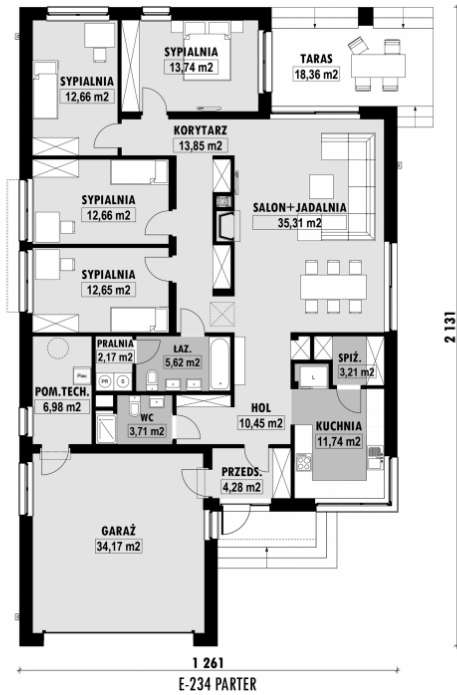 SYPIALNIA
13,74 m2
TARAS
18,36 m2
SYPIALNIA
12,66 m2
KORYTARZ
13,85 m2
SYPIALNIA
12,66 m2
SALON+JADALNIA
35,31 m2
SYPIALNIA
12,65 m2
2 131
PRALNIA
2,17 m2
ŁAZ.
5,62 m2
SPIŻ.
3,21 m2
PR
S
Piec
L
POM.TECH.
6,98 m2
WC
3,71 m2
HOL
10,45 m2
KUCHNIA
11,74 m2
PRZEDS.
4,28 m2
GARAŻ
34,17 m2
1 261
E-234 PARTER